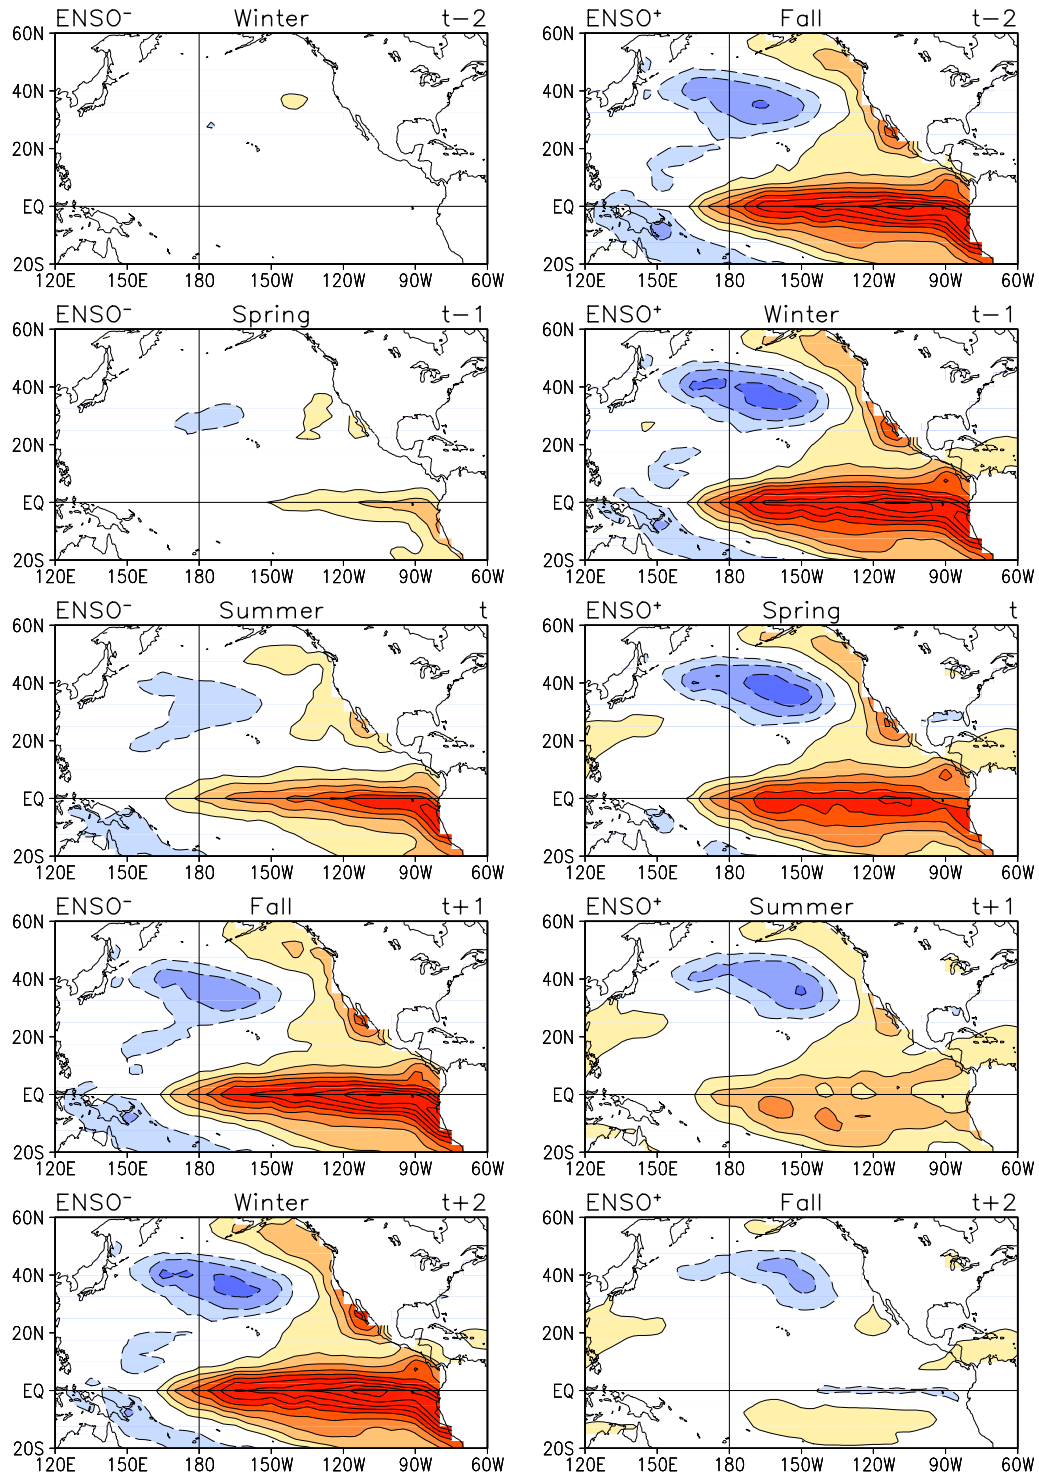 ENSO⁻ Winter t−2
60N
40N
20N
EQ
20S
120E 150E 180 150W 120W 90W 60W
ENSO⁺ Fall t−2
60N
40N
20N
EQ
20S
120E 150E 180 150W 120W 90W 60W
ENSO⁻ Spring t−1
60N
40N
20N
EQ
20S
120E 150E 180 150W 120W 90W 60W
ENSO⁺ Winter t−1
60N
40N
20N
EQ
20S
120E 150E 180 150W 120W 90W 60W
ENSO⁻ Summer t
60N
40N
20N
EQ
20S
120E 150E 180 150W 120W 90W 60W
ENSO⁺ Spring t
60N
40N
20N
EQ
20S
120E 150E 180 150W 120W 90W 60W
ENSO⁻ Fall t+1
60N
40N
20N
EQ
20S
120E 150E 180 150W 120W 90W 60W
ENSO⁺ Summer t+1
60N
40N
20N
EQ
20S
120E 150E 180 150W 120W 90W 60W
ENSO⁻ Winter t+2
60N
40N
20N
EQ
20S
120E 150E 180 150W 120W 90W 60W
ENSO⁺ Fall t+2
60N
40N
20N
EQ
20S
120E 150E 180 150W 120W 90W 60W